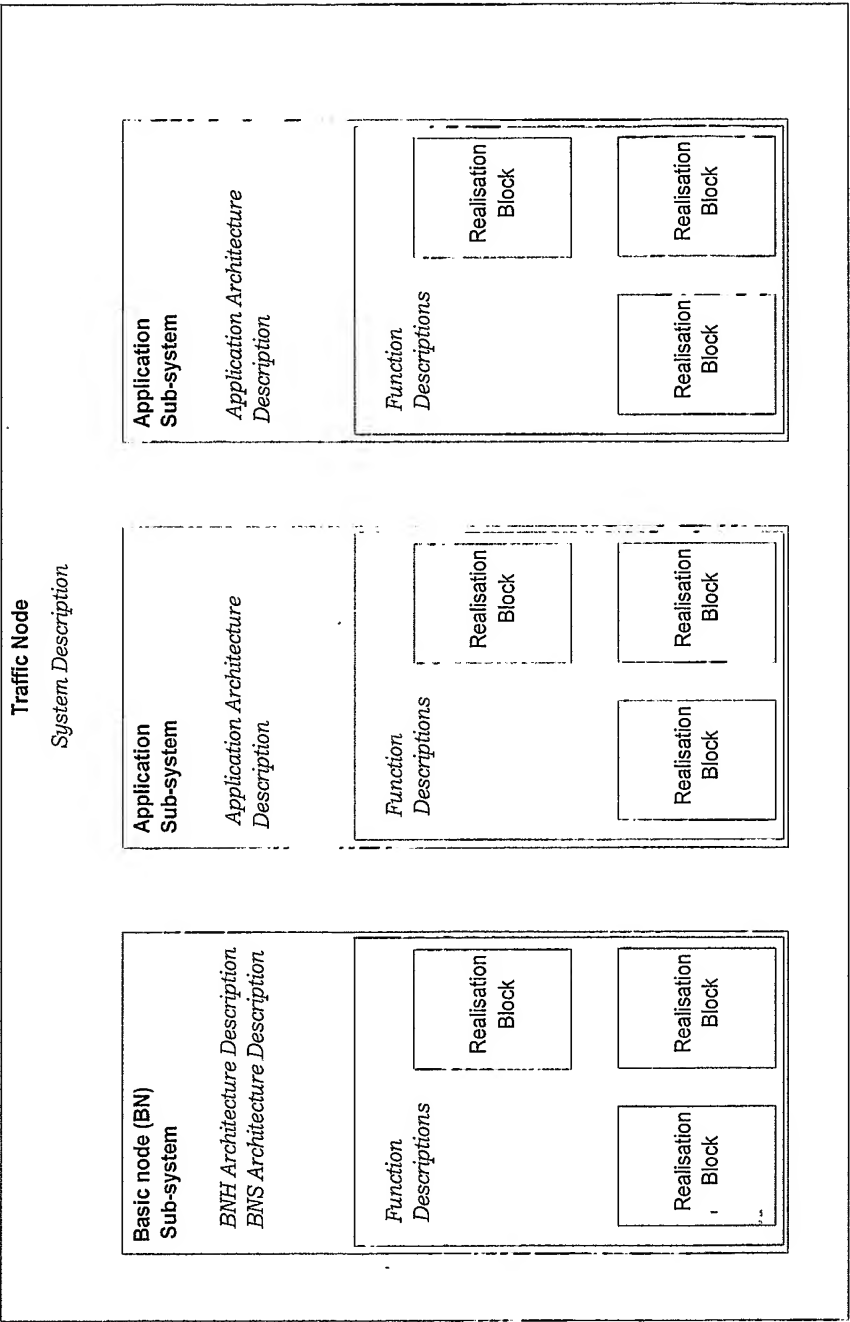 Traffic Node
System Description
Basic node (BN)
Sub-system
BNH Architecture Description
BNS Architecture Description
Function
Descriptions
Realisation
Block
Realisation
Block
Realisation
Block
Application
Sub-system
Application Architecture
Description
Function
Descriptions
Realisation
Block
Realisation
Block
Realisation
Block
Application
Sub-system
Application Architecture
Description
Function
Descriptions
Realisation
Block
Realisation
Block
Realisation
Block